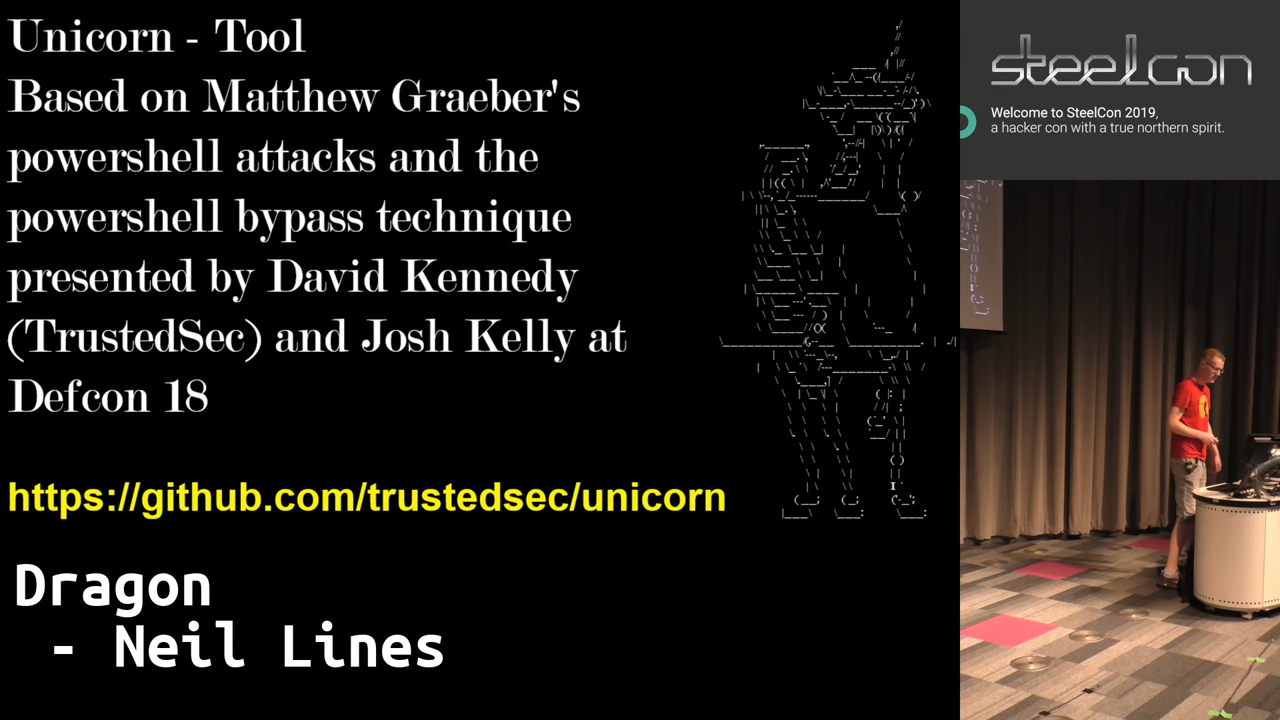 Unicorn - Tool
Based on Matthew Graeber's
powershell attacks and the
powershell bypass technique
presented by David Kennedy
(TrustedSec) and Josh Kelly at
Defcon 18
https://github.com/trustedsec/unicorn
Dragon
- Neil Lines
steelcon
Welcome to SteelCon 2019,
a hacker con with a true northern spirit.